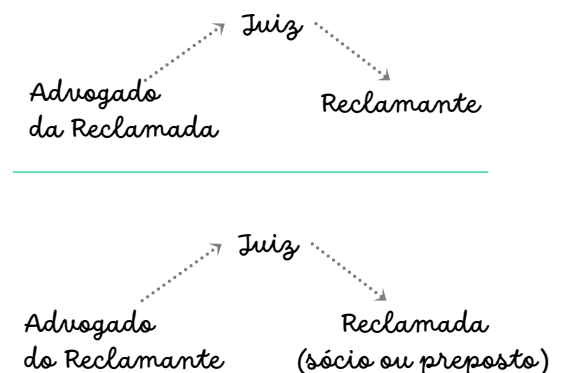 Juiz
Advogado
da Reclamada
Reclamante
Juiz
Advogado
do Reclamante
Reclamada
(sócio ou preposto)